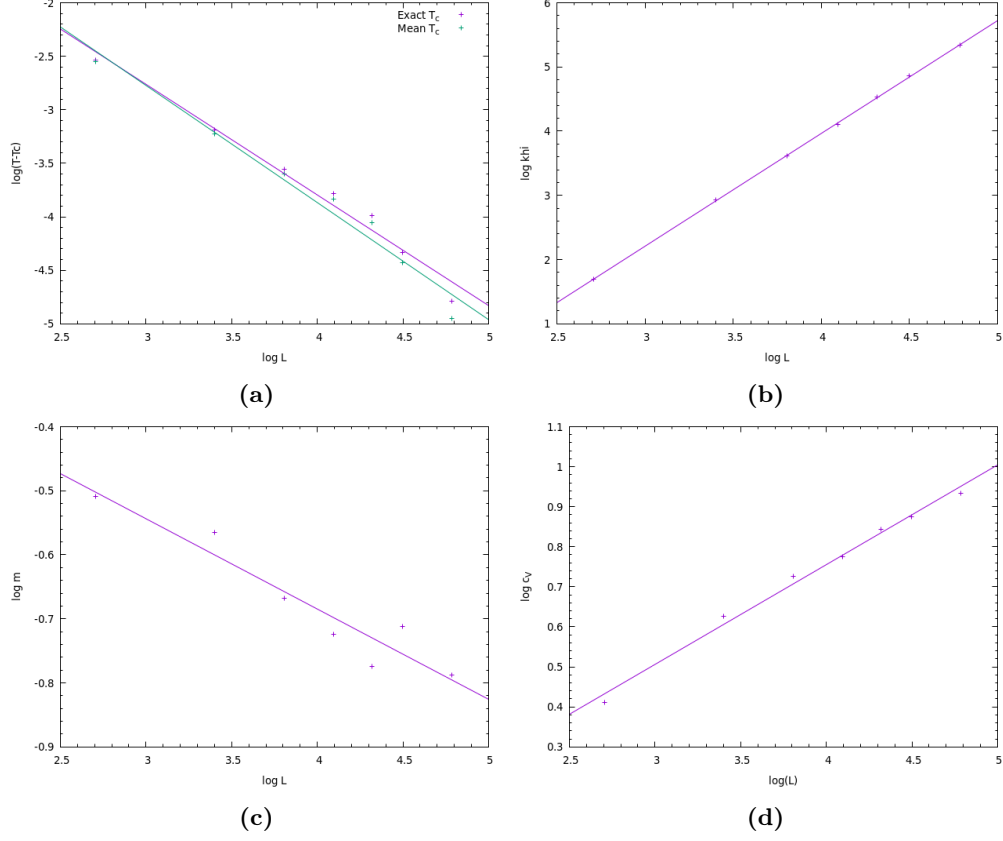 -2
-2.5
-3
-3.5
-4
-4.5
-5
2.5 3 3.5 4 4.5 5
log(T-Tc)
log L
Exact T_c
Mean T_c
(a)
6
5
4
3
2
1
2.5 3 3.5 4 4.5 5
log khi
log L
(b)
-0.4
-0.5
-0.6
-0.7
-0.8
-0.9
2.5 3 3.5 4 4.5 5
log m
log L
(c)
1.1
1
0.9
0.8
0.7
0.6
0.5
0.4
0.3
2.5 3 3.5 4 4.5 5
log c_V
log(L)
(d)